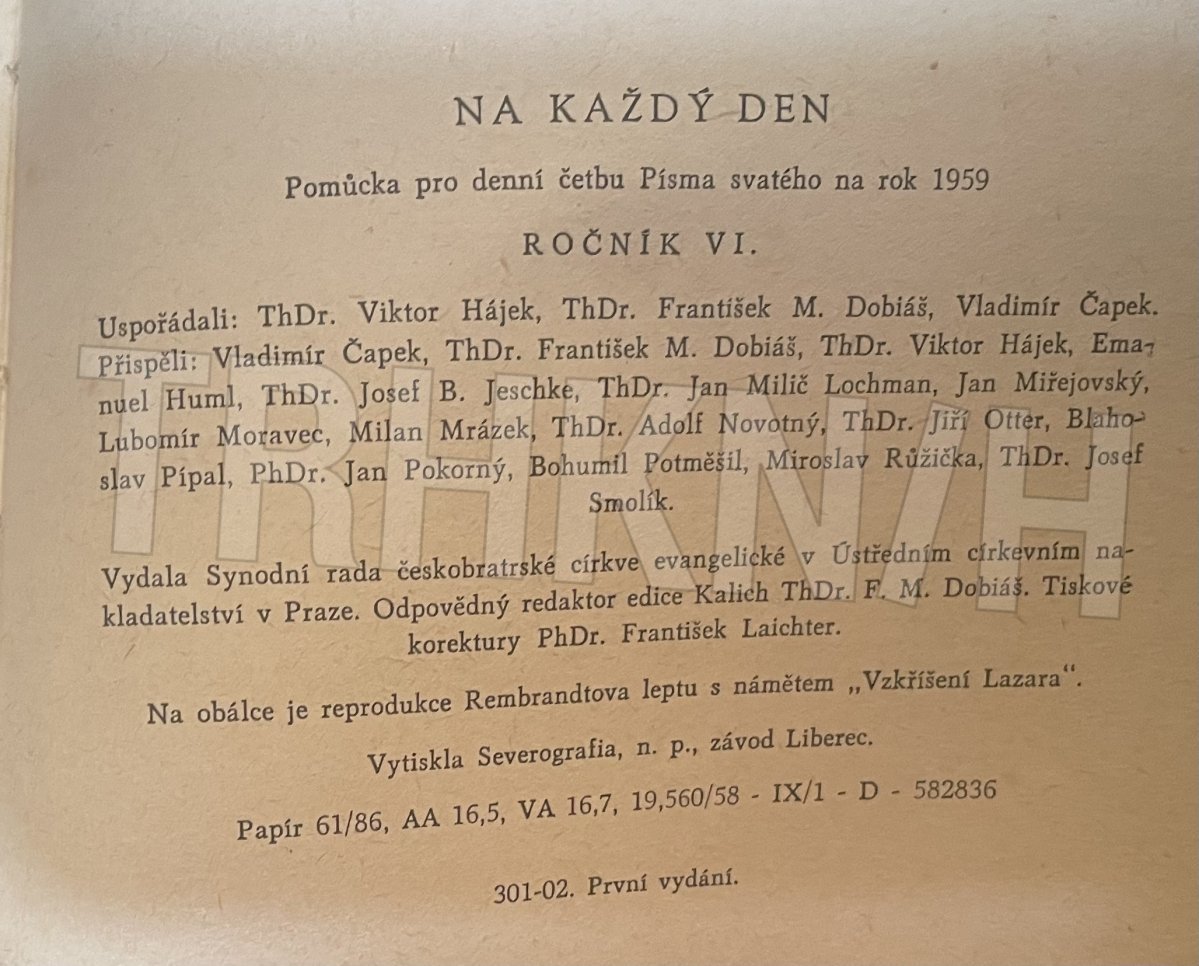 NA KAŽDÝ DEN
Pomůcka pro denní četbu Písma svatého na rok 1959
ROČNÍK VI.
Uspořádali: ThDr. Viktor Hájek, ThDr. František M. Dobiáš, Vladimír Čapek.
Přispěli: Vladimír Čapek, ThDr. František M. Dobiáš, ThDr. Viktor Hájek, Ema-
nuel Huml, ThDr. Josef B. Jeschke, ThDr. Jan Milič Lochman, Jan Miřejovský,
Lubomír Moravec, Milan Mrázek, ThDr. Adolf Novotný, ThDr. Jiří Otter, Blaho-
slav Pípal, PhDr. Jan Pokorný, Bohumil Potměšil, Miroslav Růžička, ThDr. Josef
Smolík.
TRHKNIH
Vydala Synodní rada českobratrské církve evangelické v Ústředním církevním na-
kladatelství v Praze. Odpovědný redaktor edice Kalich ThDr. F. M. Dobiáš. Tiskové
korektury PhDr. František Laichter.
Na obálce je reprodukce Rembrandtova leptu s námětem „Vzkříšení Lazara“.
Vytiskla Severografia, n. p., závod Liberec.
Papír 61/86, AA 16,5, VA 16,7, 19,560/58 - IX/1 - D - 582836
301-02. První vydání.